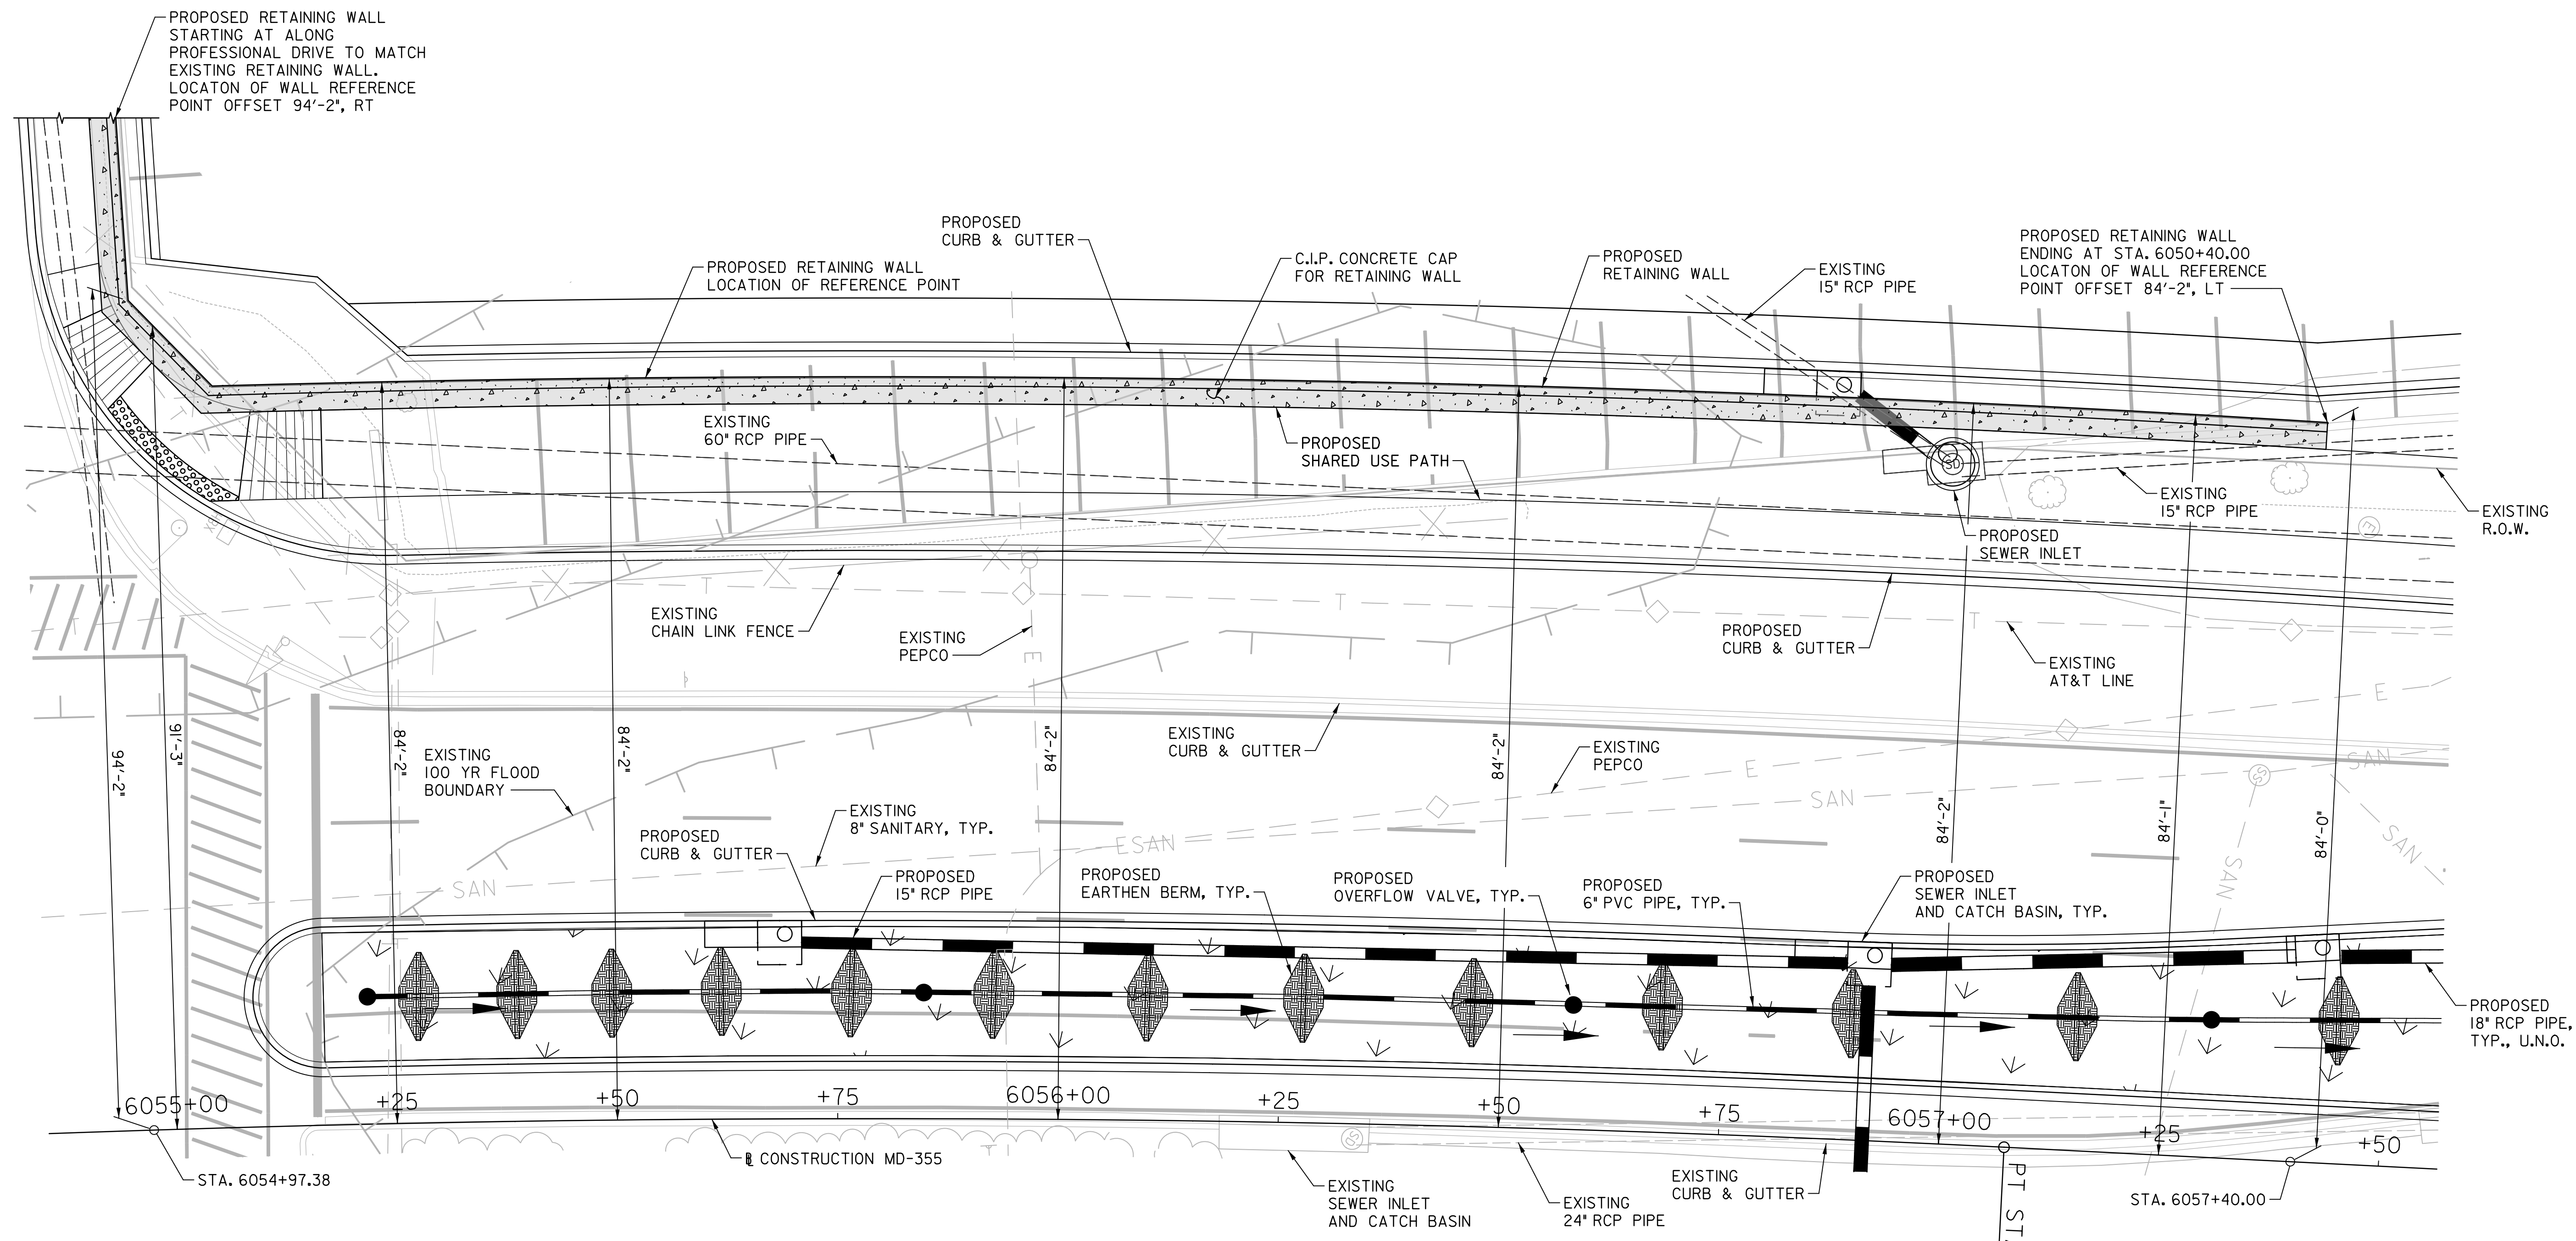 PROPOSED RETAINING WALL
STARTING AT ALONG
PROFESSIONAL DRIVE TO MATCH
EXISTING RETAINING WALL.
LOCATON OF WALL REFERENCE
POINT OFFSET 94'-2", RT
PROPOSED
CURB & GUTTER
PROPOSED RETAINING WALL
LOCATION OF REFERENCE POINT
C.I.P. CONCRETE CAP
FOR RETAINING WALL
PROPOSED
RETAINING WALL
EXISTING
15" RCP PIPE
PROPOSED RETAINING WALL
ENDING AT STA. 6050+40.00
LOCATON OF WALL REFERENCE
POINT OFFSET 84'-2", LT
EXISTING
60" RCP PIPE
PROPOSED
SHARED USE PATH
SD
EXISTING
15" RCP PIPE
EXISTING
R.O.W.
PROPOSED
SEWER INLET
E
T
T
T
T
T
EXISTING
CHAIN LINK FENCE
EXISTING
PEPCO
E
PROPOSED
CURB & GUTTER
EXISTING
AT&T LINE
E
EXISTING
CURB & GUTTER
EXISTING
PEPCO
E
SAN
SS
SAN
SAN
SAN
94'-2"
91'-3"
84'-2"
84'-2"
84'-2"
84'-2"
84'-2"
84'-1"
84'-0"
EXISTING
100 YR FLOOD
BOUNDARY
EXISTING
8" SANITARY, TYP.
PROPOSED
CURB & GUTTER
ESAN
SAN
PROPOSED
15" RCP PIPE
PROPOSED
EARTHEN BERM, TYP.
PROPOSED
OVERFLOW VALVE, TYP.
PROPOSED
6" PVC PIPE, TYP.
PROPOSED
SEWER INLET
AND CATCH BASIN, TYP.
PROPOSED
18" RCP PIPE,
TYP., U.N.O.
6055+00
+25
+50
+75
6056+00
+25
+50
+75
6057+00
+25
+50
STA. 6054+97.38
BL CONSTRUCTION MD-355
SD
EXISTING
SEWER INLET
AND CATCH BASIN
EXISTING
24" RCP PIPE
EXISTING
CURB & GUTTER
PT ST.
STA. 6057+40.00